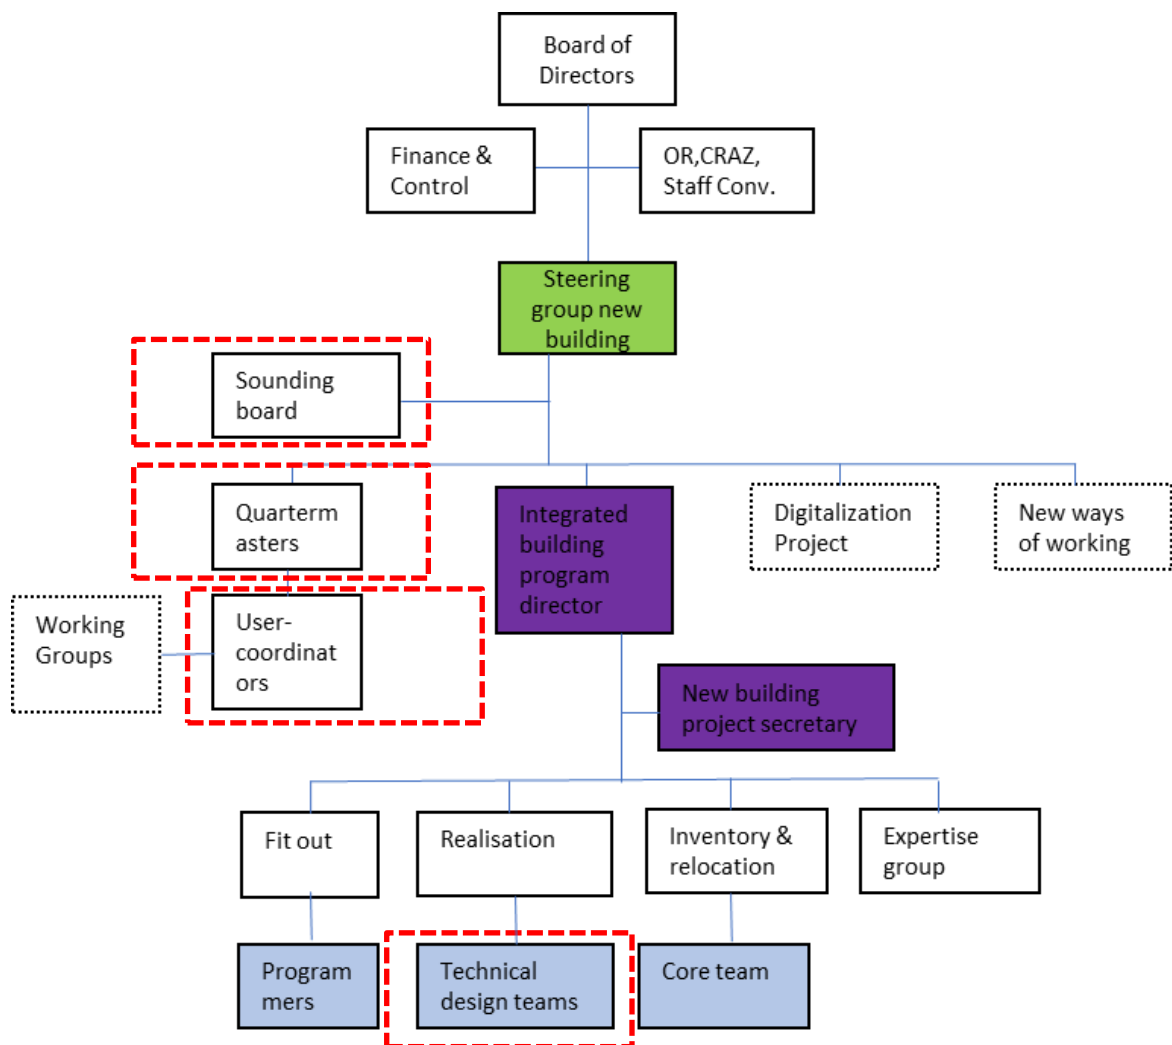 Board of
Directors
Finance &
Control
OR,CRAZ,
Staff Conv.
Steering
group new
building
Sounding
board
Quarterm
asters
Integrated
building
program
director
Digitalization
Project
New ways
of working
Working
Groups
User-
coordinat
ors
New building
project secretary
Fit out
Realisation
Inventory &
relocation
Expertise
group
Program
mers
Technical
design teams
Core team